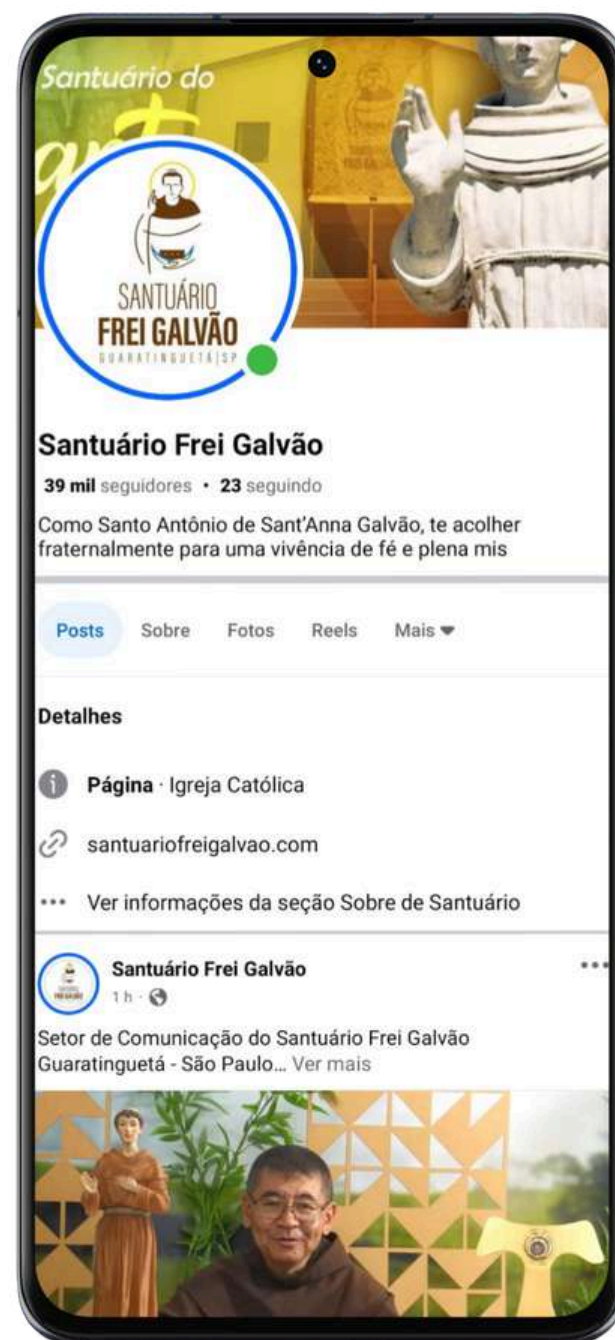 Santuário do
SANTUÁRIO
FREI GALVÃO
GUARATINGUETÁ|SP
Santuário Frei Galvão
39 mil seguidores • 23 seguindo
Como Santo Antônio de Sant'Anna Galvão, te acolher
fraternalmente para uma vivência de fé e plena mis
Posts Sobre Fotos Reels Mais
Detalhes
Página · Igreja Católica
santuariofreigalvao.com
Ver informações da seção Sobre de Santuário
Santuário Frei Galvão
1 h ·
Setor de Comunicação do Santuário Frei Galvão
Guaratinguetá - São Paulo... Ver mais